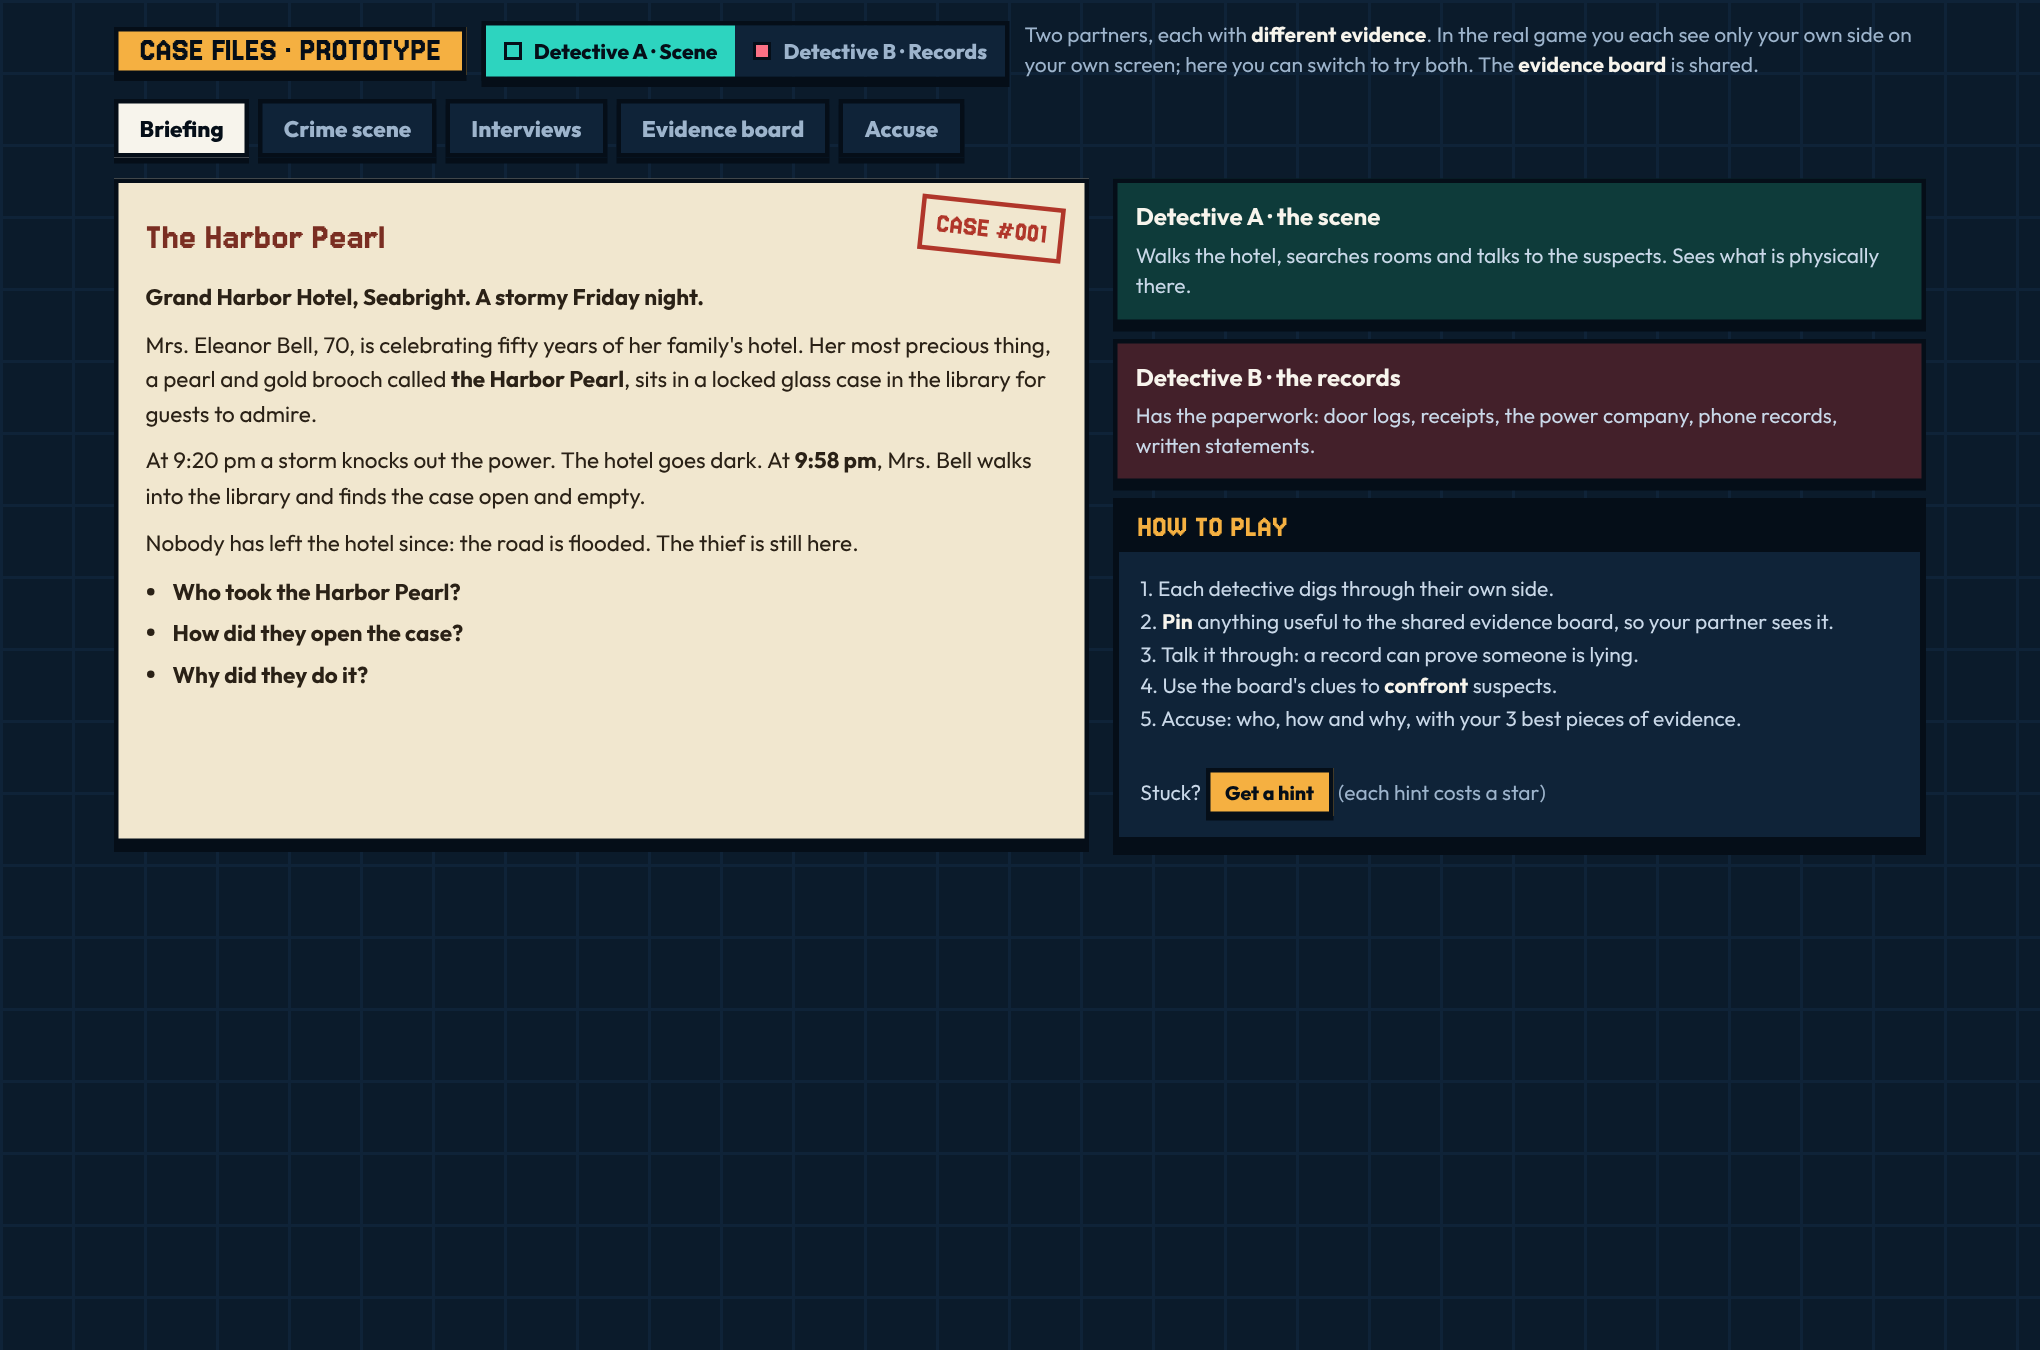 CASE FILES · PROTOTYPE
Detective A · Scene
Detective B · Records
Two partners, each with different evidence. In the real game you each see only your own side on
your own screen; here you can switch to try both. The evidence board is shared.
Briefing
Crime scene
Interviews
Evidence board
Accuse
The Harbor Pearl
CASE #001
Grand Harbor Hotel, Seabright. A stormy Friday night.
Mrs. Eleanor Bell, 70, is celebrating fifty years of her family's hotel. Her most precious thing,
a pearl and gold brooch called the Harbor Pearl, sits in a locked glass case in the library for
guests to admire.
At 9:20 pm a storm knocks out the power. The hotel goes dark. At 9:58 pm, Mrs. Bell walks
into the library and finds the case open and empty.
Nobody has left the hotel since: the road is flooded. The thief is still here.
• Who took the Harbor Pearl?
• How did they open the case?
• Why did they do it?
Detective A · the scene
Walks the hotel, searches rooms and talks to the suspects. Sees what is physically
there.
Detective B · the records
Has the paperwork: door logs, receipts, the power company, phone records,
written statements.
HOW TO PLAY
1. Each detective digs through their own side.
2. Pin anything useful to the shared evidence board, so your partner sees it.
3. Talk it through: a record can prove someone is lying.
4. Use the board's clues to confront suspects.
5. Accuse: who, how and why, with your 3 best pieces of evidence.
Stuck? Get a hint (each hint costs a star)